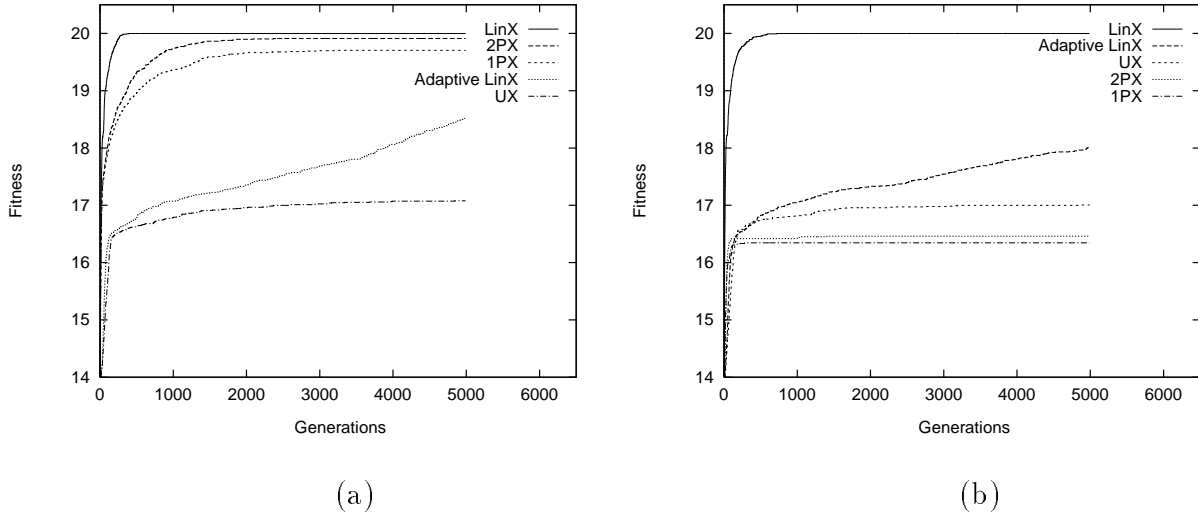 20
19
18
17
16
15
14
Fitness
0 1000 2000 3000 4000 5000 6000
Generations
LinX
2PX
1PX
Adaptive LinX
UX
(a)
20
19
18
17
16
15
14
Fitness
0 1000 2000 3000 4000 5000 6000
Generations
LinX
Adaptive LinX
UX
2PX
1PX
(b)